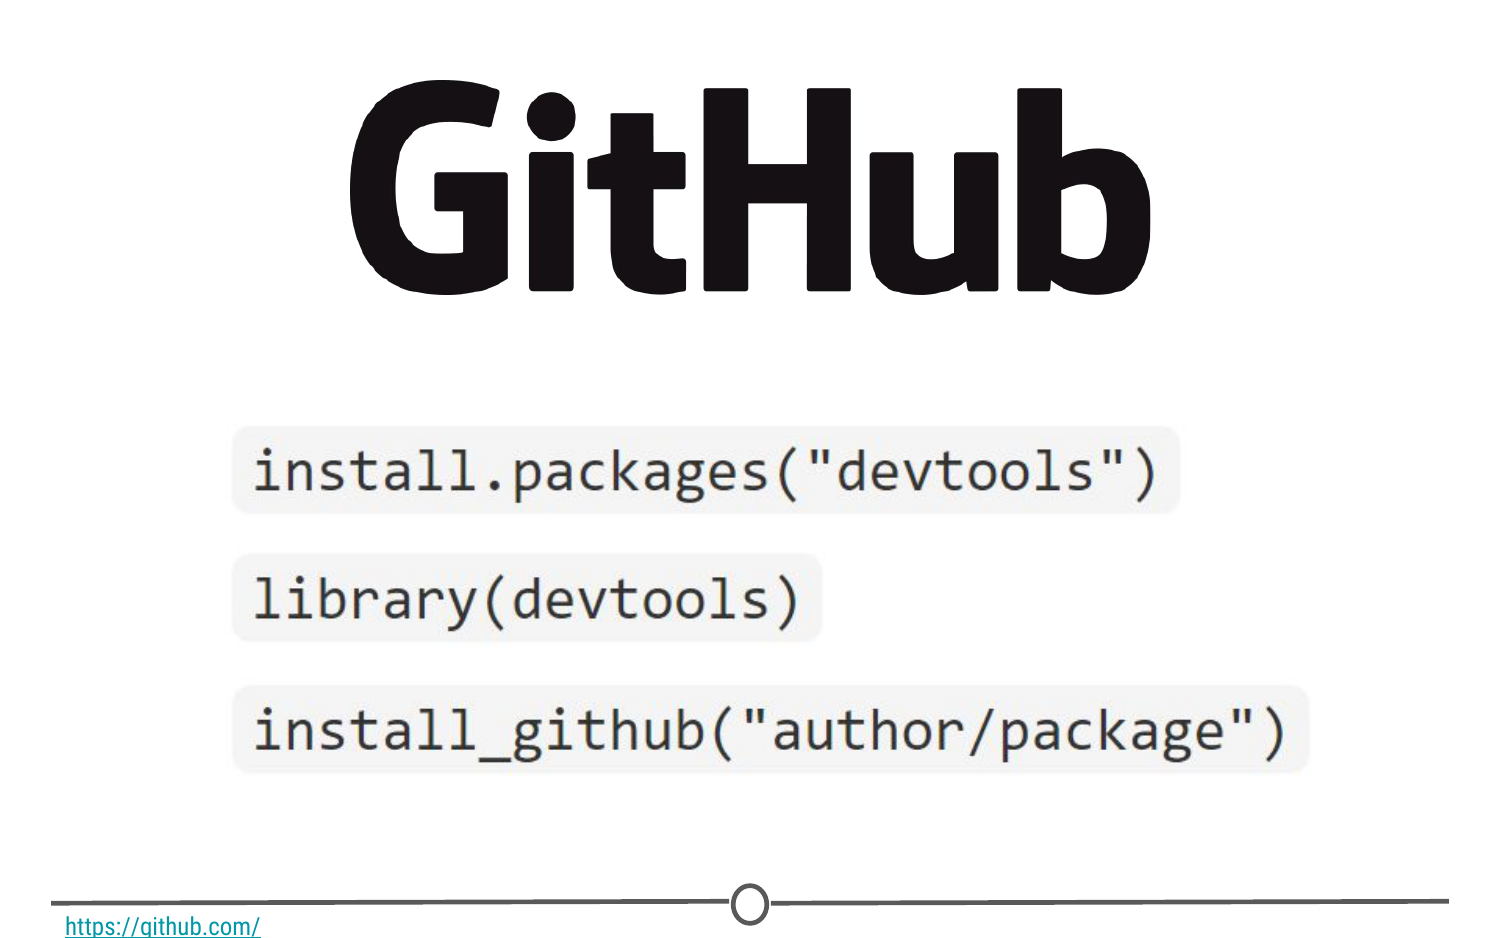 GitHub
install.packages("devtools")
library(devtools)
install_github("author/package")
https://github.com/